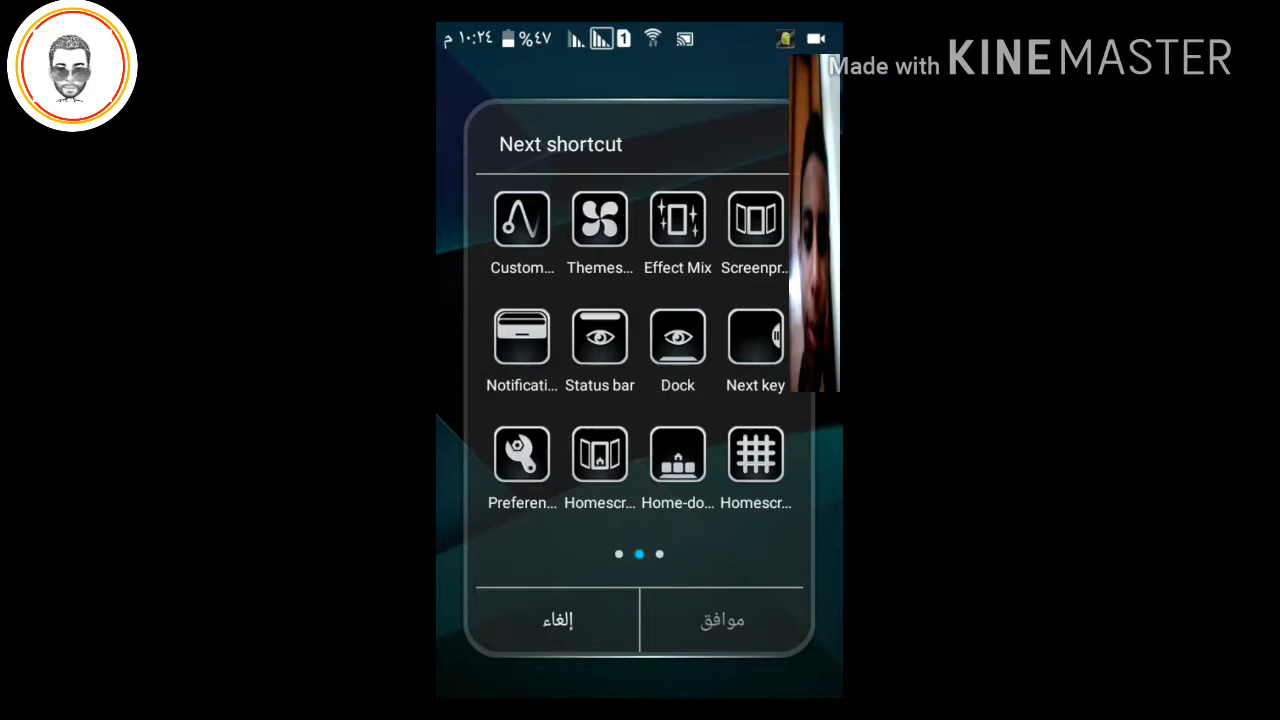 م ١٠:٢٤ %٤٧ 1
Made with KINEMASTER
Next shortcut
Custom... Themes... Effect Mix Screenpr..
Notificati... Status bar Dock Next key
Preferen... Homescr... Home-do... Homescr...
إلغاء موافق